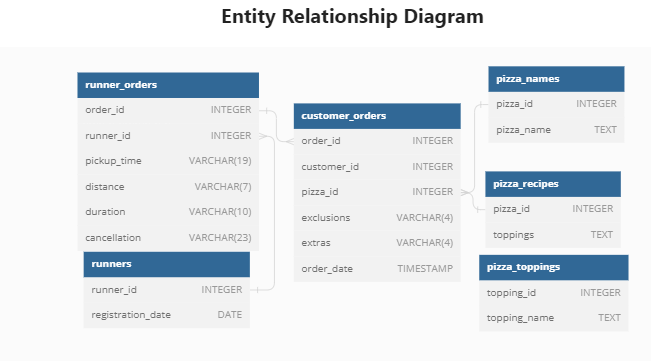 Entity Relationship Diagram
runner_orders
order_id INTEGER
runner_id INTEGER
pickup_time VARCHAR(19)
distance VARCHAR(7)
duration VARCHAR(10)
cancellation VARCHAR(23)
runners
runner_id INTEGER
registration_date DATE
customer_orders
order_id INTEGER
customer_id INTEGER
pizza_id INTEGER
exclusions VARCHAR(4)
extras VARCHAR(4)
order_date TIMESTAMP
pizza_names
pizza_id INTEGER
pizza_name TEXT
pizza_recipes
pizza_id INTEGER
toppings TEXT
pizza_toppings
topping_id INTEGER
topping_name TEXT